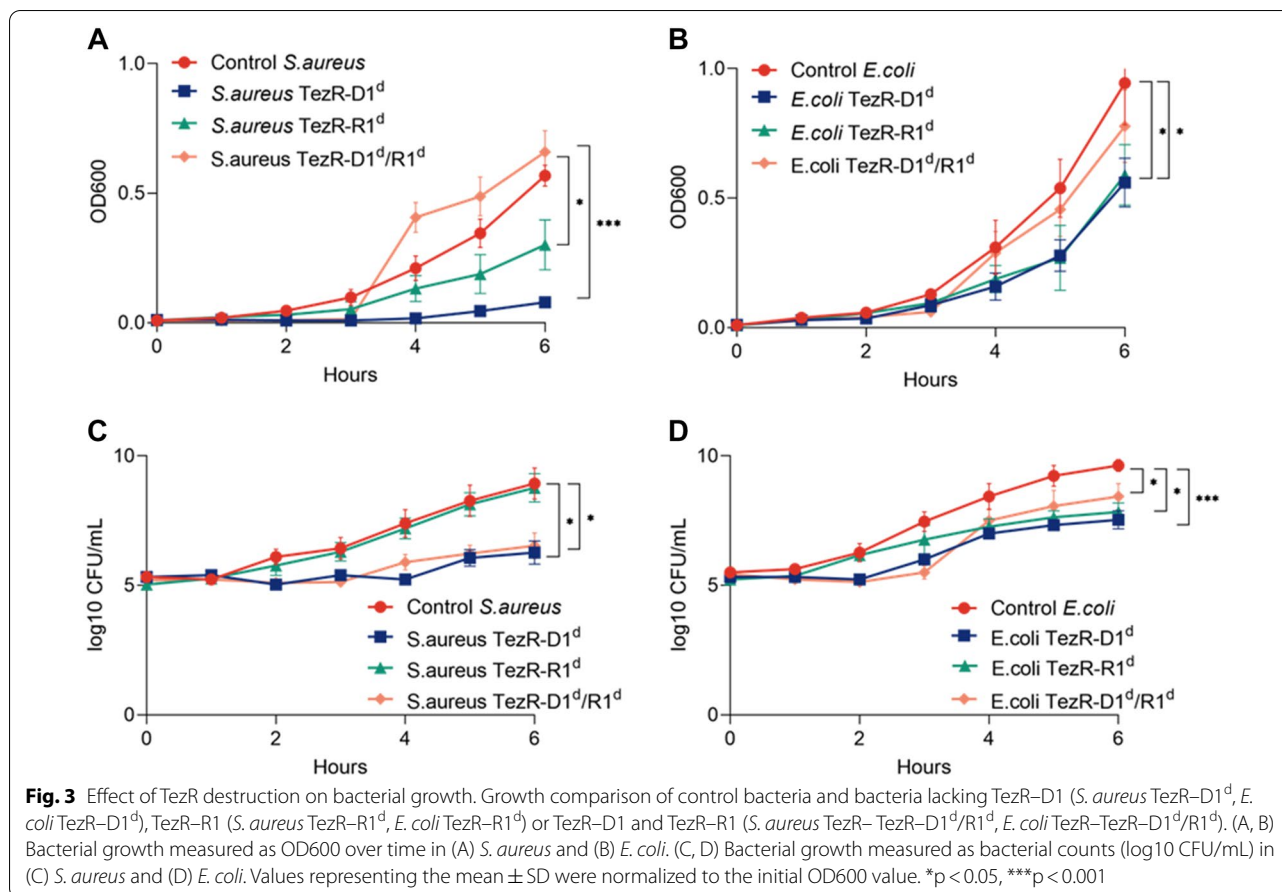 A
Control S.aureus
S.aureus TezR-D1ᵈ
S.aureus TezR-R1ᵈ
S.aureus TezR-D1ᵈ/R1ᵈ
1.0
0.5
0.0
OD600
0 2 4 6
Hours
*
***
B
Control E.coli
E.coli TezR-D1ᵈ
E.coli TezR-R1ᵈ
E.coli TezR-D1ᵈ/R1ᵈ
1.0
0.5
0.0
OD600
0 2 4 6
Hours
* *
C
10
5
0
log10 CFU/mL
0 2 4 6
Hours
* *
Control S.aureus
S.aureus TezR-D1ᵈ
S.aureus TezR-R1ᵈ
S.aureus TezR-D1ᵈ/R1ᵈ
D
10
5
0
log10 CFU/mL
0 2 4 6
Hours
* * ***
Control E.coli
E.coli TezR-D1ᵈ
E.coli TezR-R1ᵈ
E.coli TezR-D1ᵈ/R1ᵈ
Fig. 3 Effect of TezR destruction on bacterial growth. Growth comparison of control bacteria and bacteria lacking TezR–D1 (S. aureus TezR–D1ᵈ, E.
coli TezR–D1ᵈ), TezR–R1 (S. aureus TezR–R1ᵈ, E. coli TezR–R1ᵈ) or TezR–D1 and TezR–R1 (S. aureus TezR– TezR–D1ᵈ/R1ᵈ, E. coli TezR–TezR–D1ᵈ/R1ᵈ). (A, B)
Bacterial growth measured as OD600 over time in (A) S. aureus and (B) E. coli. (C, D) Bacterial growth measured as bacterial counts (log10 CFU/mL) in
(C) S. aureus and (D) E. coli. Values representing the mean ± SD were normalized to the initial OD600 value. *p < 0.05, ***p < 0.001